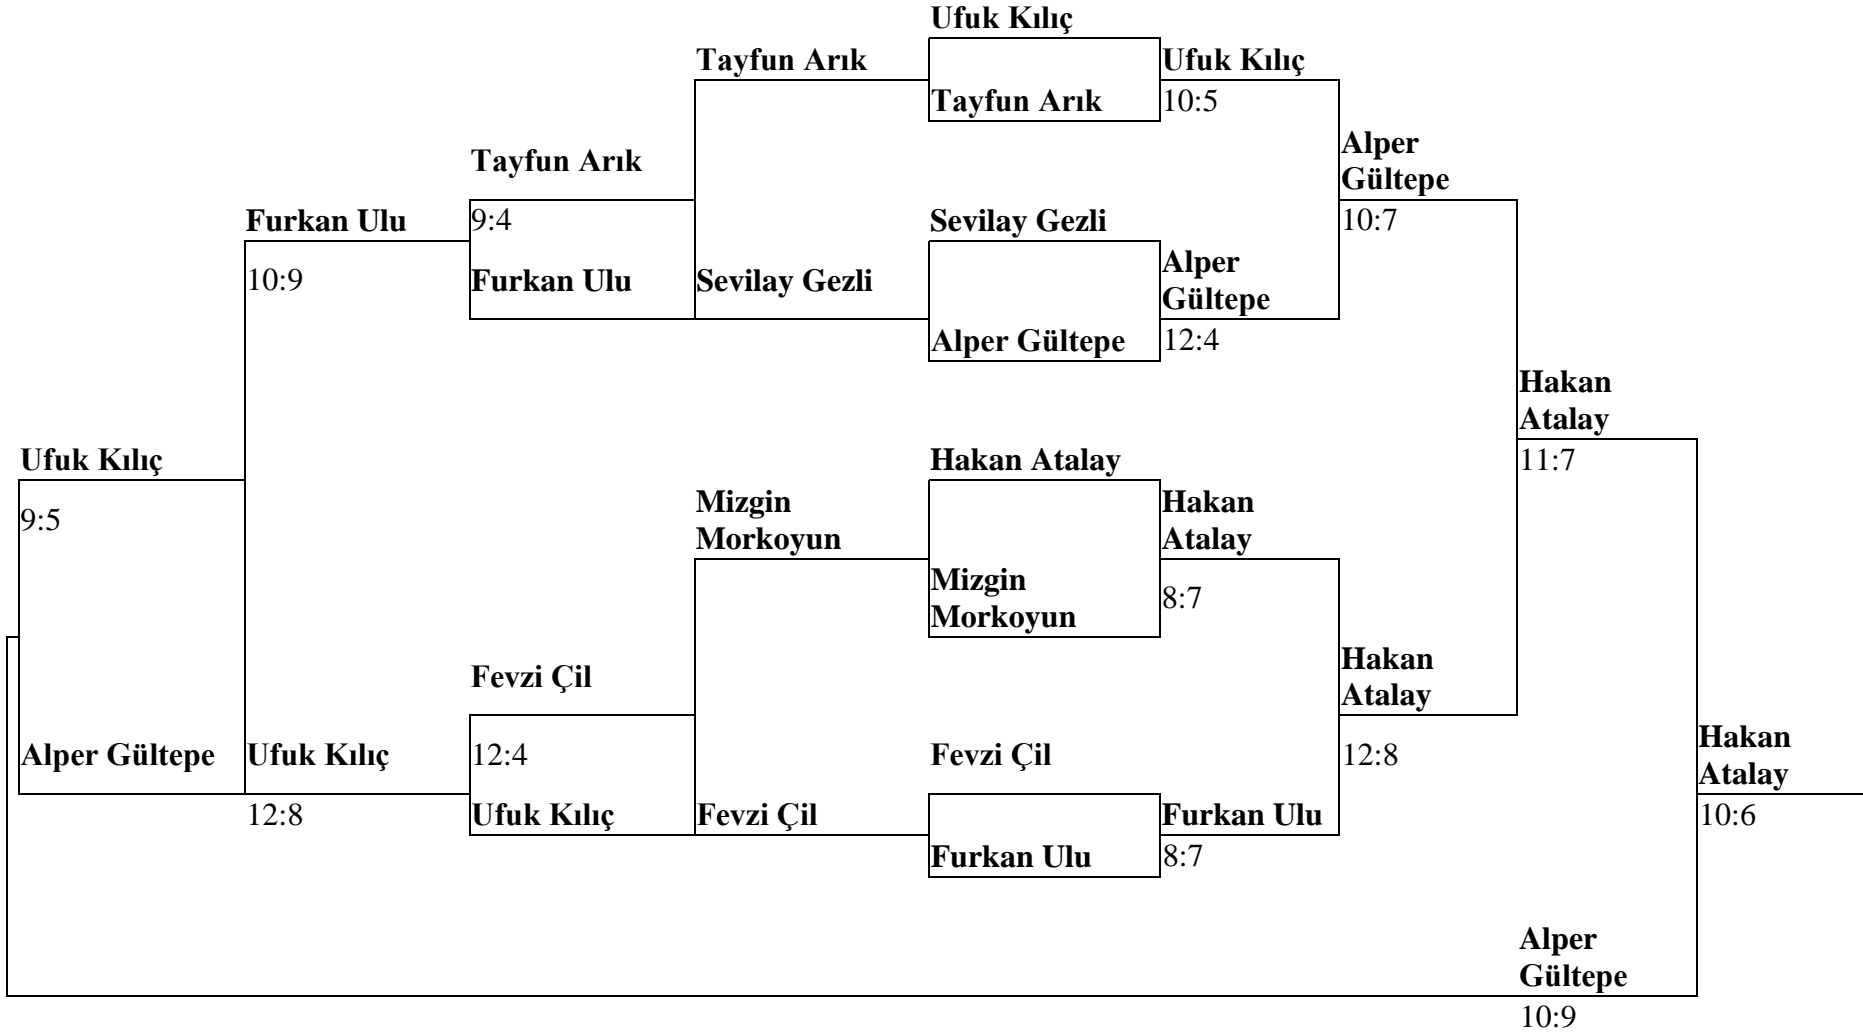 Ufuk Kılıç
Tayfun Arık
Ufuk Kılıç
Tayfun Arık
10:5
Alper
Gültepe
Tayfun Arık
Furkan Ulu
9:4
Sevilay Gezli
10:7
10:9
Furkan Ulu
Sevilay Gezli
Alper
Gültepe
Alper Gültepe
12:4
Hakan
Atalay
Ufuk Kılıç
Hakan Atalay
11:7
9:5
Mizgin
Morkoyun
Hakan
Atalay
Mizgin
Morkoyun
8:7
Fevzi Çil
Hakan
Atalay
Alper Gültepe
Ufuk Kılıç
12:4
Fevzi Çil
12:8
Hakan
Atalay
12:8
Ufuk Kılıç
Fevzi Çil
Furkan Ulu
10:6
Furkan Ulu
8:7
Alper
Gültepe
10:9